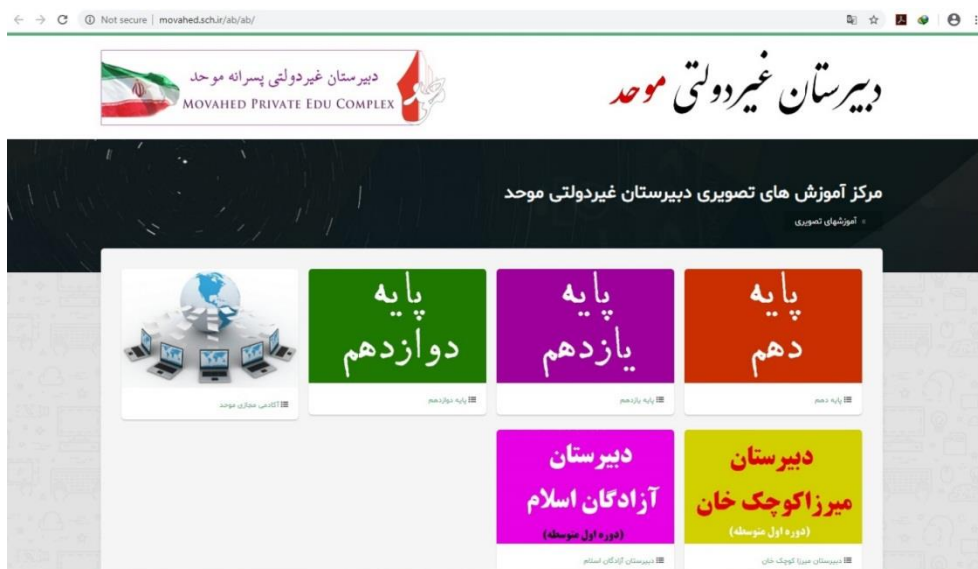 Not secure | movahed.sch.ir/ab/ab/
دبیرستان غیردولتی پسرانه موحد
MOVAHED PRIVATE EDU COMPLEX
دبیرستان غیردولتی موحد
مرکز آموزش های تصویری دبیرستان غیردولتی موحد
آموزشهای تصویری
پایه
دهم
پایه دهم
پایه
یازدهم
پایه یازدهم
پایه
دوازدهم
پایه دوازدهم
آکادمی مجازی موحد
دبیرستان
میرزاکوچک خان
(دوره اول متوسطه)
دبیرستان میرزا کوچک خان
دبیرستان
آزادگان اسلام
(دوره اول متوسطه)
دبیرستان آزادگان اسلام